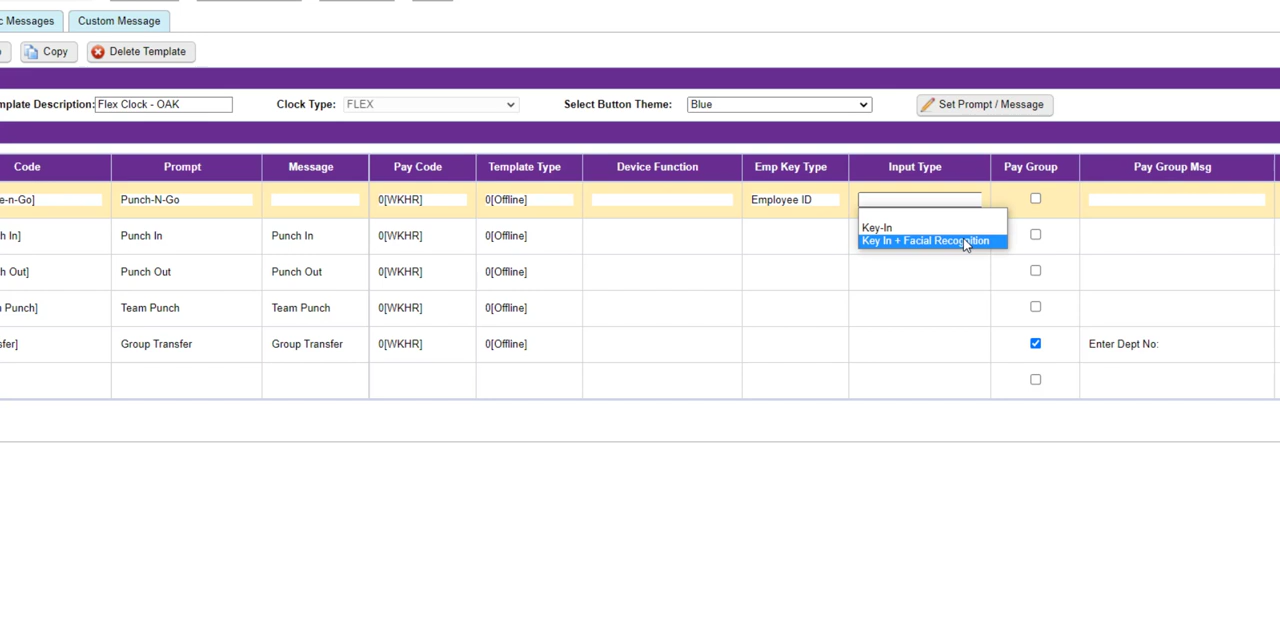 c Messages
Custom Message
Copy
Delete Template
mplate Description:
Flex Clock - OAK
Clock Type:
FLEX
Select Button Theme:
Blue
Set Prompt / Message
Code
Prompt
Message
Pay Code
Template Type
Device Function
Emp Key Type
Input Type
Pay Group
Pay Group Msg
e-n-Go]
Punch-N-Go
0[WKHR]
0[Offline]
Employee ID
Key-In
Key In + Facial Recognition
h In]
Punch In
Punch In
0[WKHR]
0[Offline]
h Out]
Punch Out
Punch Out
0[WKHR]
0[Offline]
Punch]
Team Punch
Team Punch
0[WKHR]
0[Offline]
sfer]
Group Transfer
Group Transfer
0[WKHR]
0[Offline]
Enter Dept No: